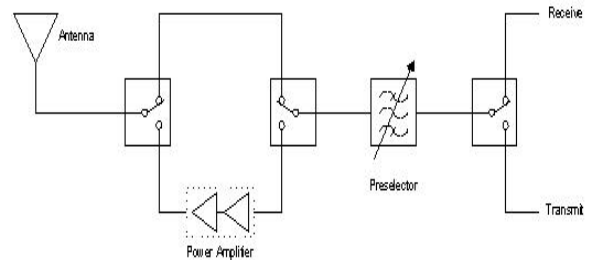 Receive
Antenna
Preselector
Transmit
Power Amplifier